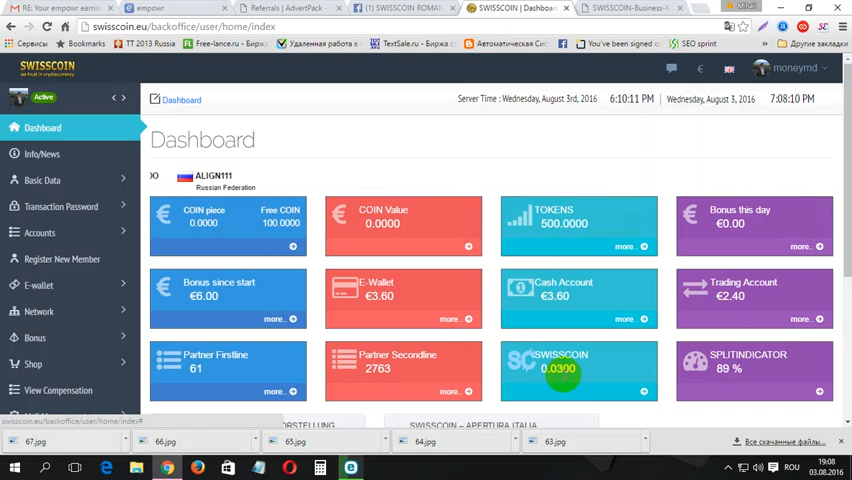 RE: Your empowr earning
empowr
Referrals | AdvertPack -
(1) SWISSCOIN ROMAN
SWISSCOIN | Dashboar
SWISSCOIN-Business-K
Mihail
swisscoin.eu/backoffice/user/home/index
Сервисы
Bookmarks
TT 2013 Russia
Free-lance.ru - Бирж
Удаленная работа в
TextSale.ru - Биржа ст
Автоматическая Сист
You've been signed ou
SEO sprint
Другие закладки
SWISSCOIN
we trust in cryptocurrency
moneymd
Active
Dashboard
Server Time : Wednesday, August 3rd, 2016
6:10:11 PM
Wednesday, August 3, 2016
7:08:10 PM
Dashboard
Info/News
Basic Data
Transaction Password
Accounts
Register New Member
E-wallet
Network
Bonus
Shop
View Compensation
Dashboard
ALIGN111
Russian Federation
COIN piece
0.0000
Free COIN
100.0000
COIN Value
0.0000
TOKENS
500.0000
more..
Bonus this day
€0.00
more..
Bonus since start
€6.00
more..
E-Wallet
€3.60
more..
Cash Account
€3.60
more..
Trading Account
€2.40
more..
Partner Firstline
61
more..
Partner Secondline
2763
more..
SC
SWISSCOIN
0.0300
SPLITINDICATOR
89 %
swisscoin.eu/backoffice/user/home/index#
SWISSCOIN – APERTURA ITALIA
67.jpg
66.jpg
65.jpg
64.jpg
63.jpg
Все скачанные файлы...
ROU
19:08
03.08.2016